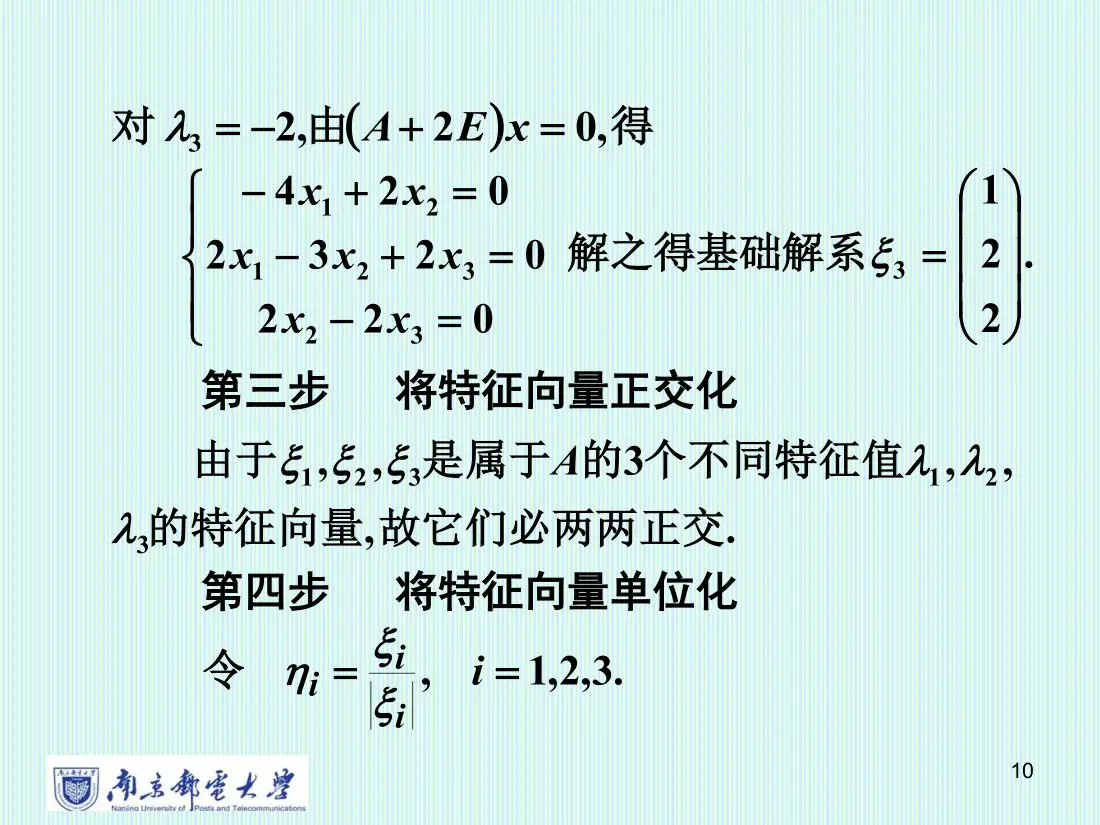 对 λ₃ = −2,由(A + 2E)x = 0,得
− 4x₁ + 2x₂ = 0
2x₁ − 3x₂ + 2x₃ = 0 解之得基础解系ξ₃ = (1 2 2).
2x₂ − 2x₃ = 0
第三步 将特征向量正交化
由于ξ₁,ξ₂,ξ₃是属于A的3个不同特征值λ₁,λ₂,
λ₃的特征向量,故它们必两两正交.
第四步 将特征向量单位化
令 ηᵢ = ξᵢ/|ξᵢ|, i = 1,2,3.
南京邮电大学
Nanjing University of Posts and Telecommunications
10